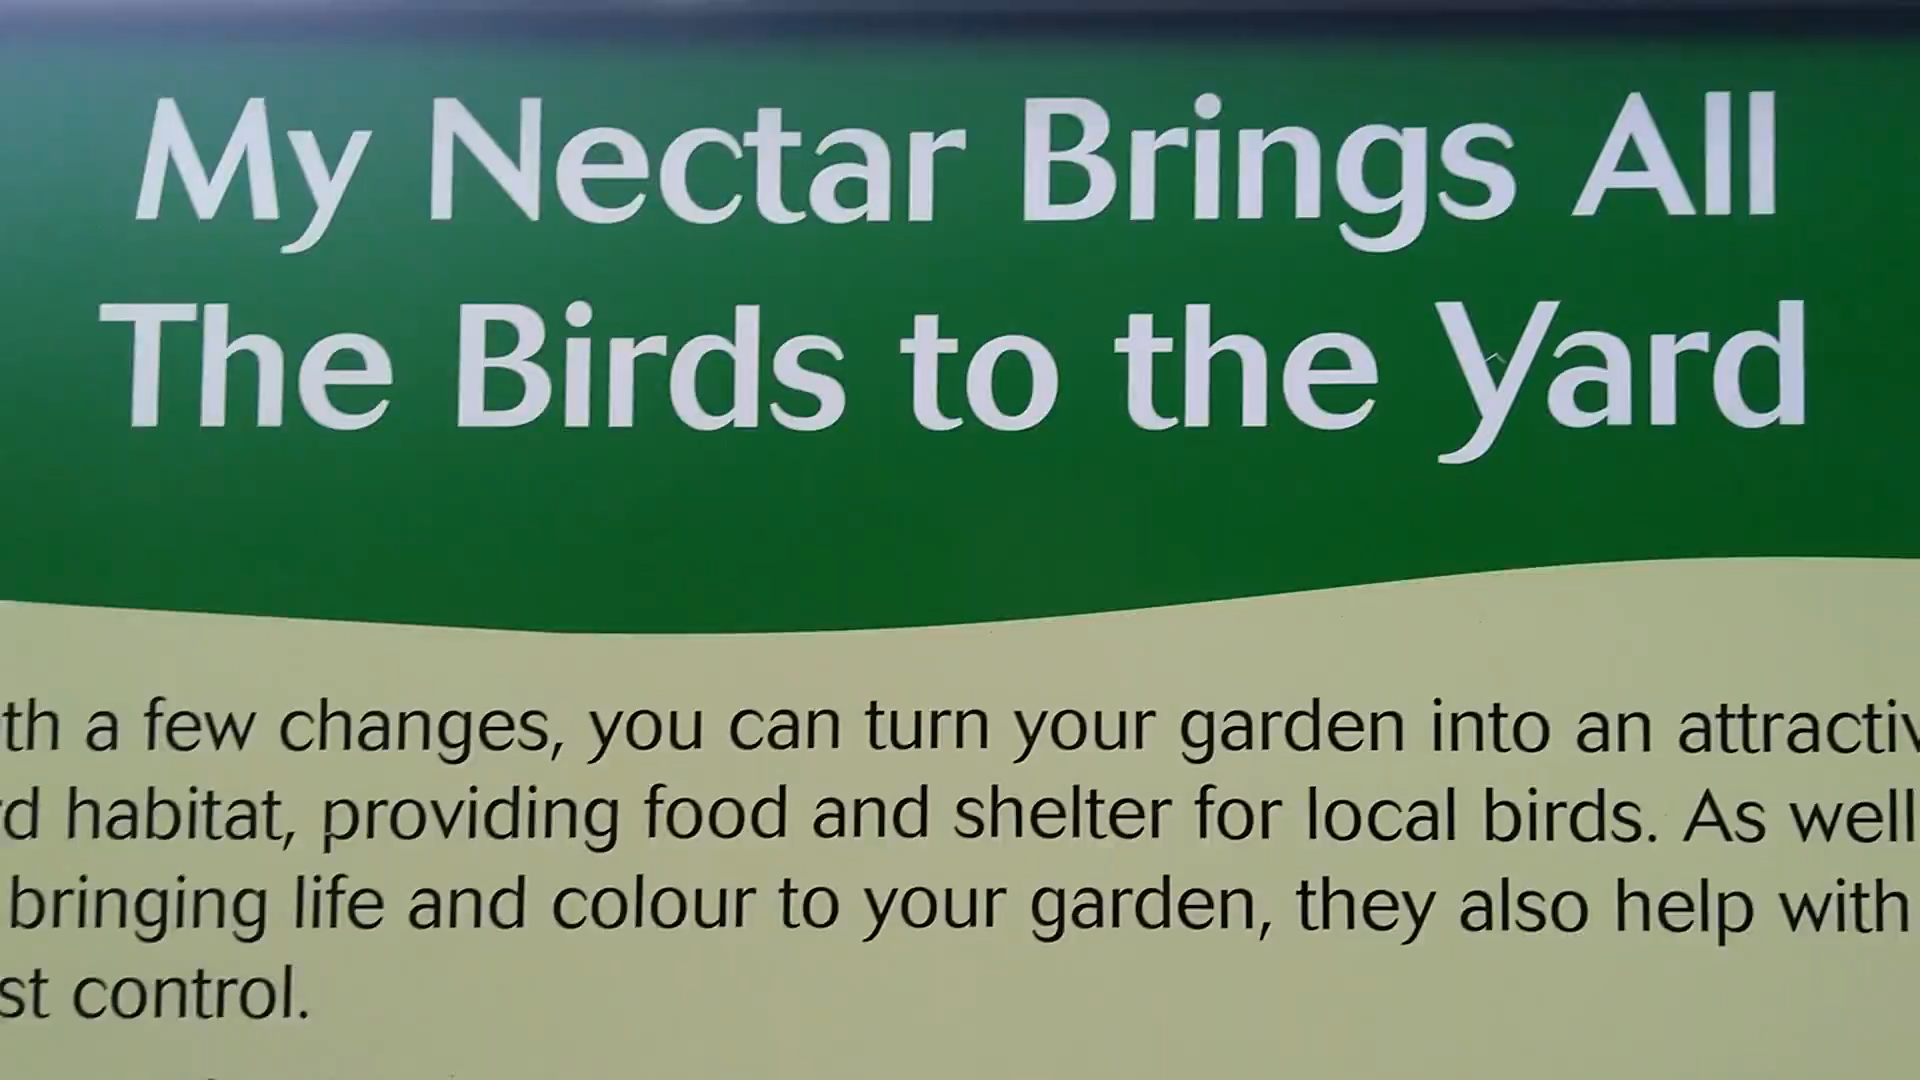 My Nectar Brings All
The Birds to the Yard
th a few changes, you can turn your garden into an attractiv
rd habitat, providing food and shelter for local birds. As well
bringing life and colour to your garden, they also help with
st control.